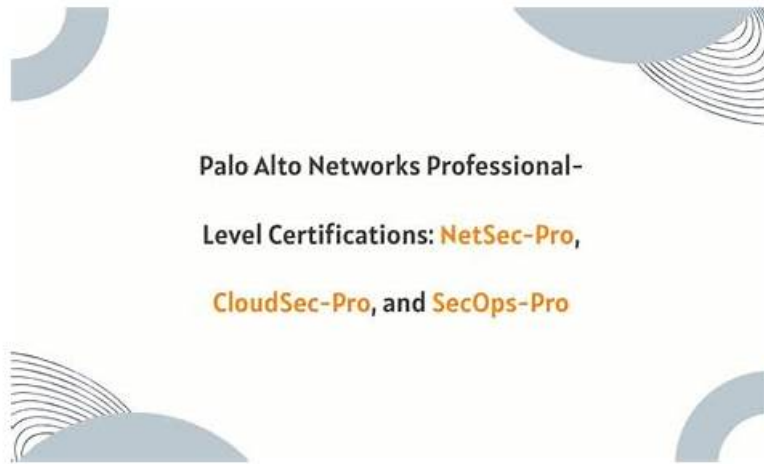 Palo Alto Networks Professional-
Level Certifications: NetSec-Pro,
CloudSec-Pro, and SecOps-Pro